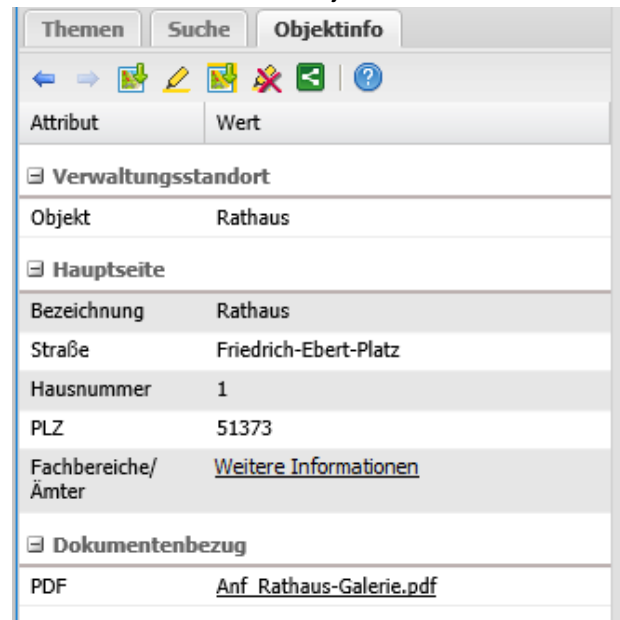 Themen Suche Objektinfo
Attribut Wert
Verwaltungsstandort
Objekt Rathaus
Hauptseite
Bezeichnung Rathaus
Straße Friedrich-Ebert-Platz
Hausnummer 1
PLZ 51373
Fachbereiche/ Weitere Informationen
Ämter
Dokumentenbezug
PDF Anf_Rathaus-Galerie.pdf